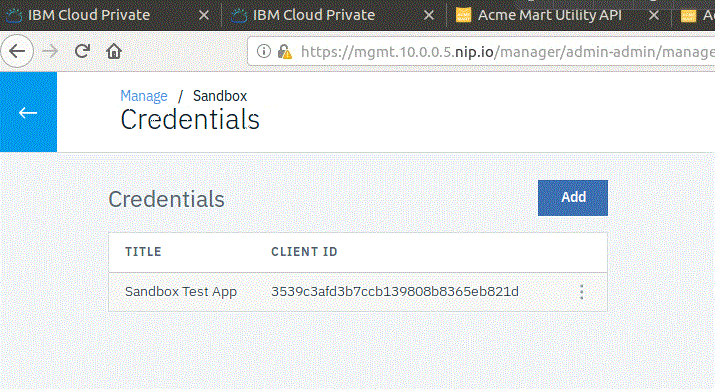 IBM Cloud Private
IBM Cloud Private
Acme Mart Utility API
https://mgmt.10.0.0.5.nip.io/manager/admin-admin/manage
Manage / Sandbox
Credentials
Credentials
Add
TITLE CLIENT ID
Sandbox Test App 3539c3afd3b7ccb139808b8365eb821d